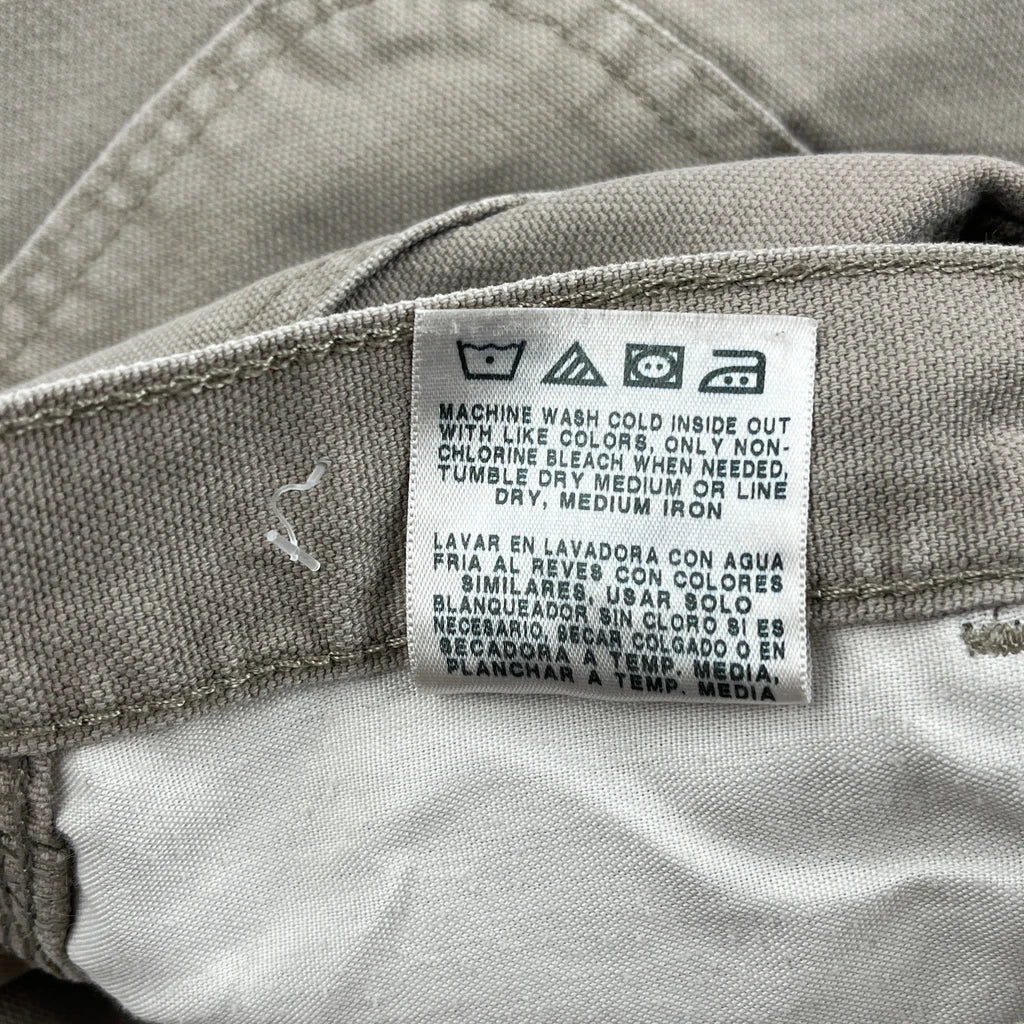 MACHINE WASH COLD INSIDE OUT
WITH LIKE COLORS, ONLY NON-
CHLORINE BLEACH WHEN NEEDED,
TUMBLE DRY MEDIUM OR LINE
DRY, MEDIUM IRON
LAVAR EN LAVADORA CON AGUA
FRIA AL REVES CON COLORES
SIMILARES, USAR SOLO
BLANQUEADOR SIN CLORO SI ES
NECESARIO, SECAR COLGADO O EN
SECADORA A TEMP. MEDIA,
PLANCHAR A TEMP. MEDIA